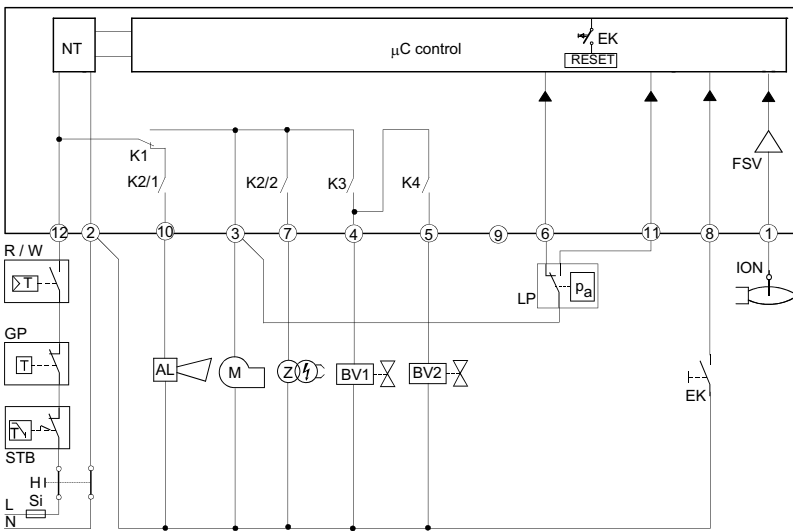 NT
µC control
EK
RESET
FSV
K1
K2/1
K2/2
K3
K4
12
2
10
3
7
4
5
9
6
11
8
1
R / W
T
GP
T
STB
T
H
L
Si
N
AL
M
Z
BV1
BV2
LP
pa
ION
EK